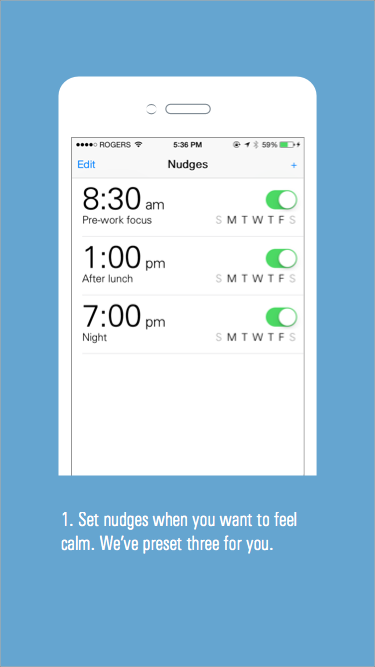 ROGERS 5:36 PM 59%
Edit Nudges +
8:30 am
Pre-work focus S M T W T F S
1:00 pm
After lunch S M T W T F S
7:00 pm
Night S M T W T F S
1. Set nudges when you want to feel
calm. We've preset three for you.